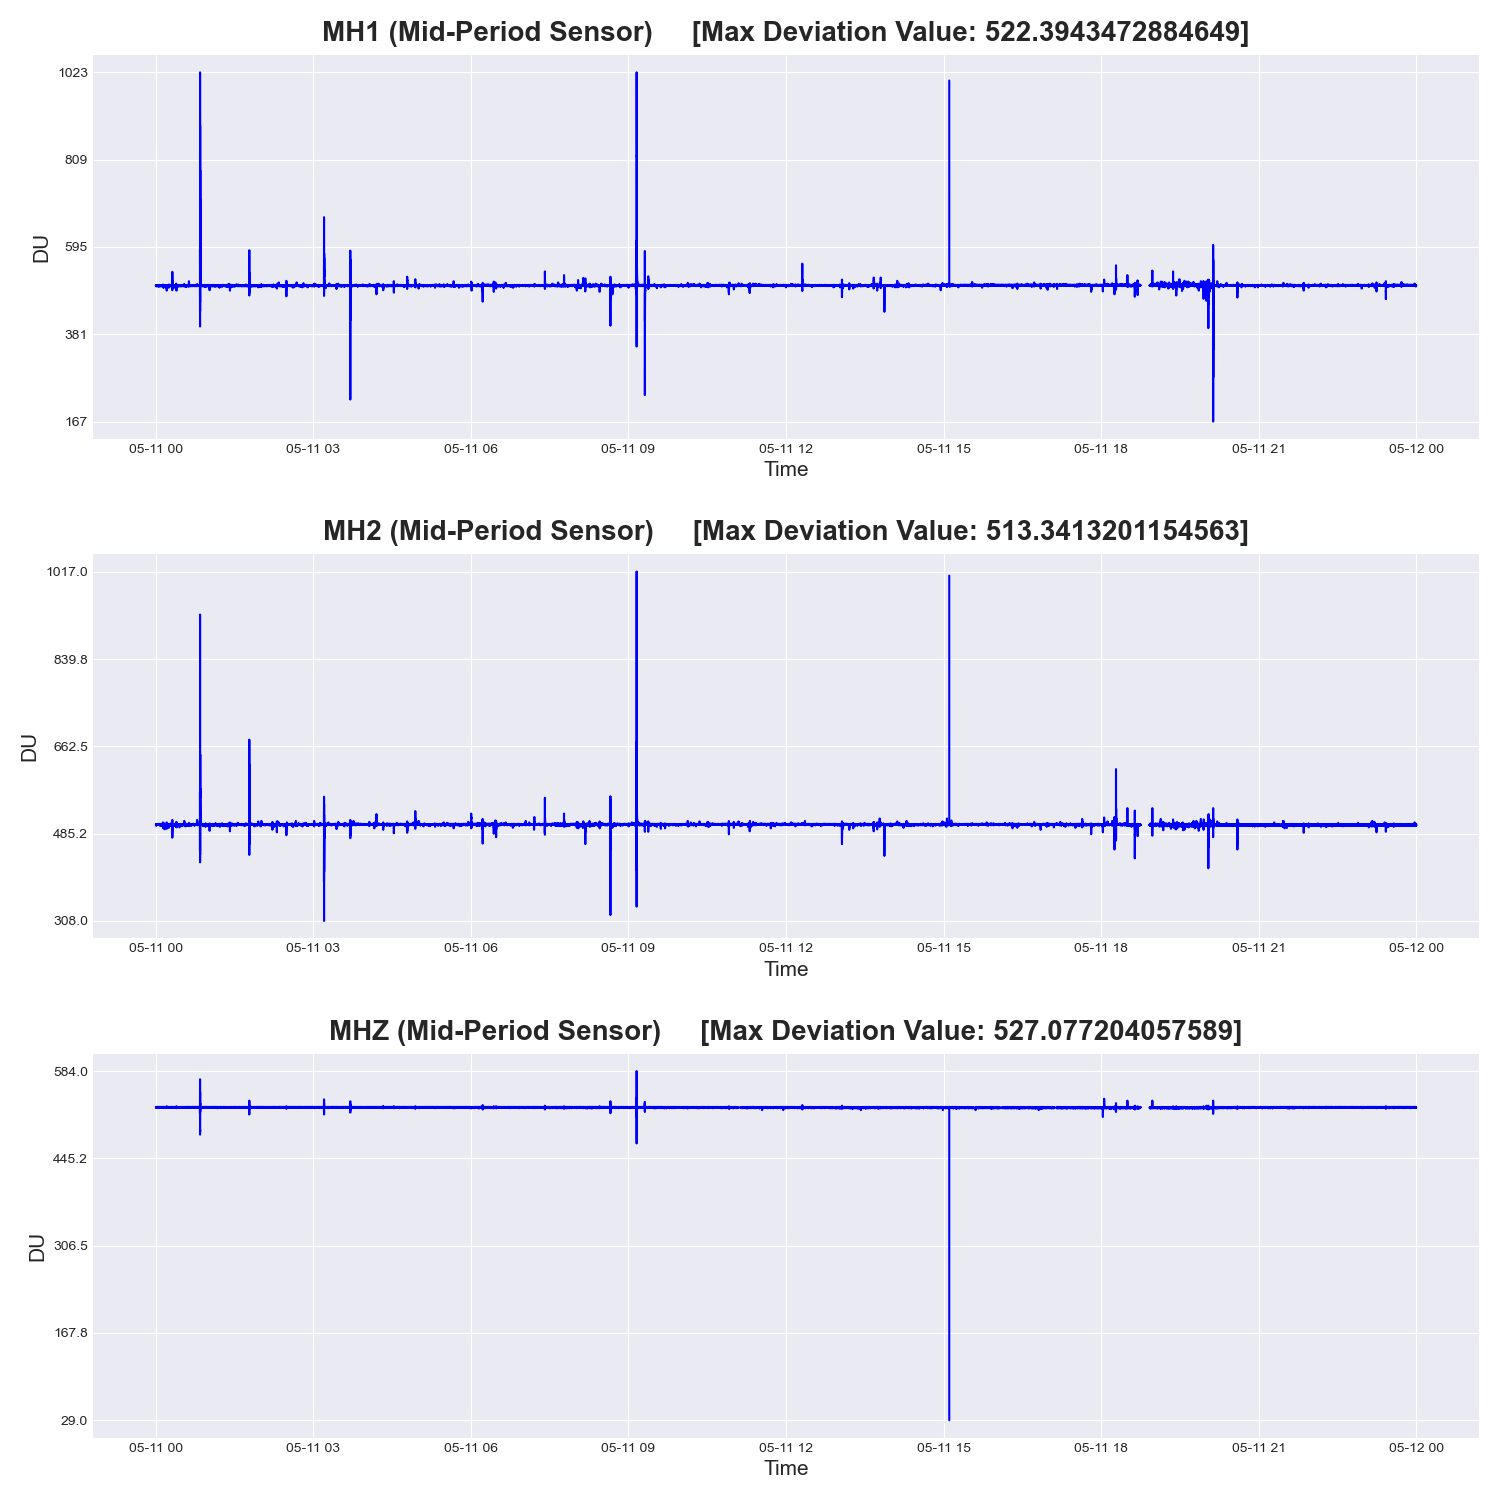 MH1 (Mid-Period Sensor) [Max Deviation Value: 522.3943472884649]
1023
809
595
381
167
DU
05-11 00 05-11 03 05-11 06 05-11 09 05-11 12 05-11 15 05-11 18 05-11 21 05-12 00
Time
MH2 (Mid-Period Sensor) [Max Deviation Value: 513.3413201154563]
1017.0
839.8
662.5
485.2
308.0
DU
05-11 00 05-11 03 05-11 06 05-11 09 05-11 12 05-11 15 05-11 18 05-11 21 05-12 00
Time
MHZ (Mid-Period Sensor) [Max Deviation Value: 527.077204057589]
584.0
445.2
306.5
167.8
29.0
DU
05-11 00 05-11 03 05-11 06 05-11 09 05-11 12 05-11 15 05-11 18 05-11 21 05-12 00
Time